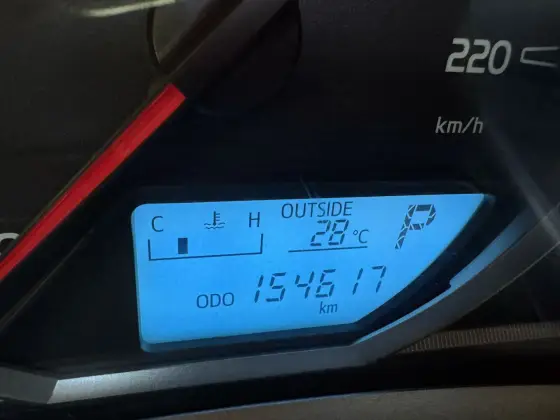 220
km/h
OUTSIDE
C H 28 °C P
ODO 154617
km